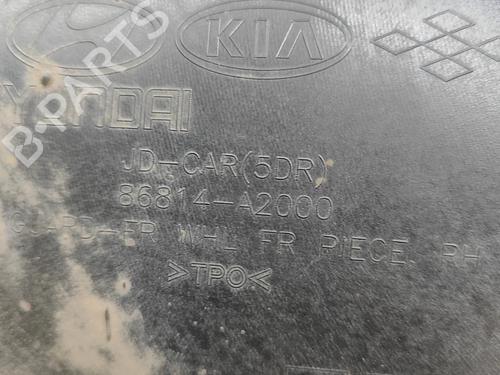 KIA
HYUNDAI
JD-CAR(5DR)
86814-A2000
GUARD-FR WHL FR PIECE, RH
>TPO<
B-PARTS